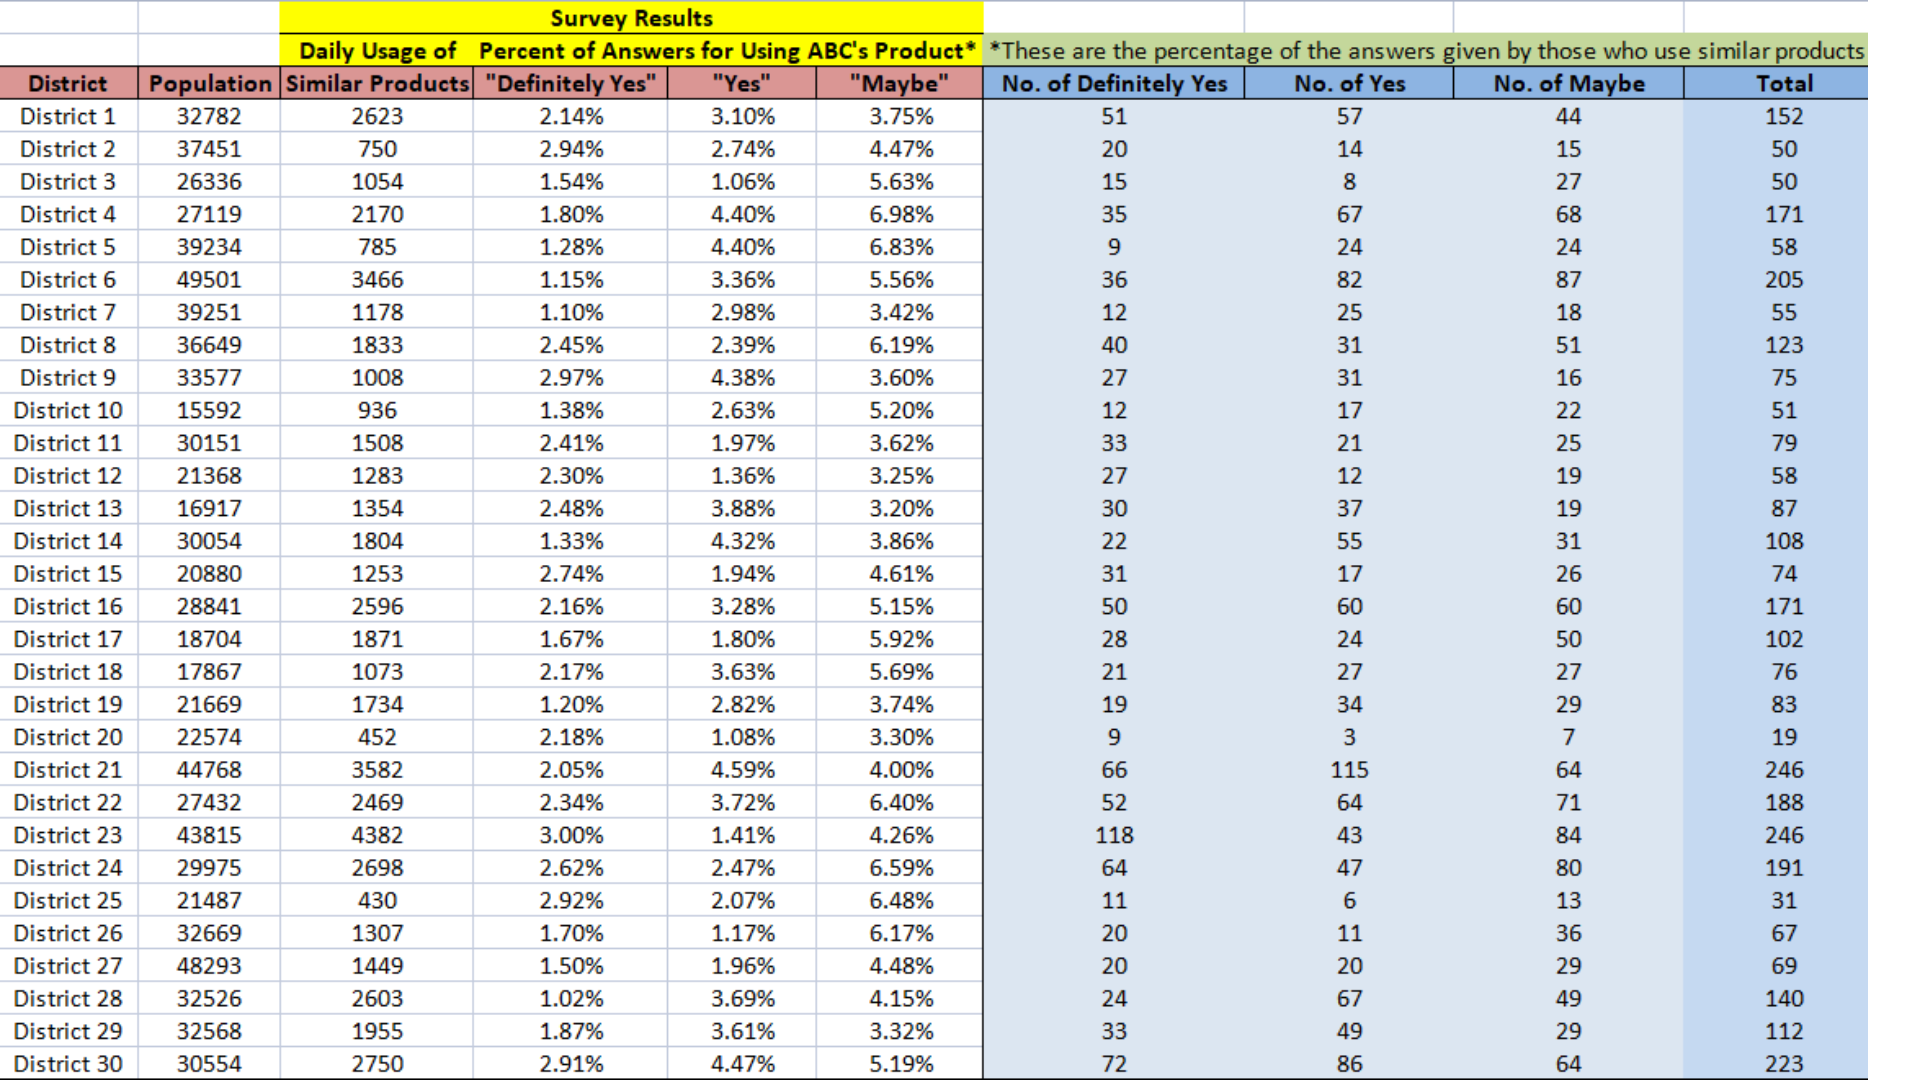 Survey Results
Daily Usage of Percent of Answers for Using ABC's Product* *These are the percentage of the answers given by those who use similar products
District Population Similar Products "Definitely Yes" "Yes" "Maybe" No. of Definitely Yes No. of Yes No. of Maybe Total
District 1 32782 2623 2.14% 3.10% 3.75% 51 57 44 152
District 2 37451 750 2.94% 2.74% 4.47% 20 14 15 50
District 3 26336 1054 1.54% 1.06% 5.63% 15 8 27 50
District 4 27119 2170 1.80% 4.40% 6.98% 35 67 68 171
District 5 39234 785 1.28% 4.40% 6.83% 9 24 24 58
District 6 49501 3466 1.15% 3.36% 5.56% 36 82 87 205
District 7 39251 1178 1.10% 2.98% 3.42% 12 25 18 55
District 8 36649 1833 2.45% 2.39% 6.19% 40 31 51 123
District 9 33577 1008 2.97% 4.38% 3.60% 27 31 16 75
District 10 15592 936 1.38% 2.63% 5.20% 12 17 22 51
District 11 30151 1508 2.41% 1.97% 3.62% 33 21 25 79
District 12 21368 1283 2.30% 1.36% 3.25% 27 12 19 58
District 13 16917 1354 2.48% 3.88% 3.20% 30 37 19 87
District 14 30054 1804 1.33% 4.32% 3.86% 22 55 31 108
District 15 20880 1253 2.74% 1.94% 4.61% 31 17 26 74
District 16 28841 2596 2.16% 3.28% 5.15% 50 60 60 171
District 17 18704 1871 1.67% 1.80% 5.92% 28 24 50 102
District 18 17867 1073 2.17% 3.63% 5.69% 21 27 27 76
District 19 21669 1734 1.20% 2.82% 3.74% 19 34 29 83
District 20 22574 452 2.18% 1.08% 3.30% 9 3 7 19
District 21 44768 3582 2.05% 4.59% 4.00% 66 115 64 246
District 22 27432 2469 2.34% 3.72% 6.40% 52 64 71 188
District 23 43815 4382 3.00% 1.41% 4.26% 118 43 84 246
District 24 29975 2698 2.62% 2.47% 6.59% 64 47 80 191
District 25 21487 430 2.92% 2.07% 6.48% 11 6 13 31
District 26 32669 1307 1.70% 1.17% 6.17% 20 11 36 67
District 27 48293 1449 1.50% 1.96% 4.48% 20 20 29 69
District 28 32526 2603 1.02% 3.69% 4.15% 24 67 49 140
District 29 32568 1955 1.87% 3.61% 3.32% 33 49 29 112
District 30 30554 2750 2.91% 4.47% 5.19% 72 86 64 223